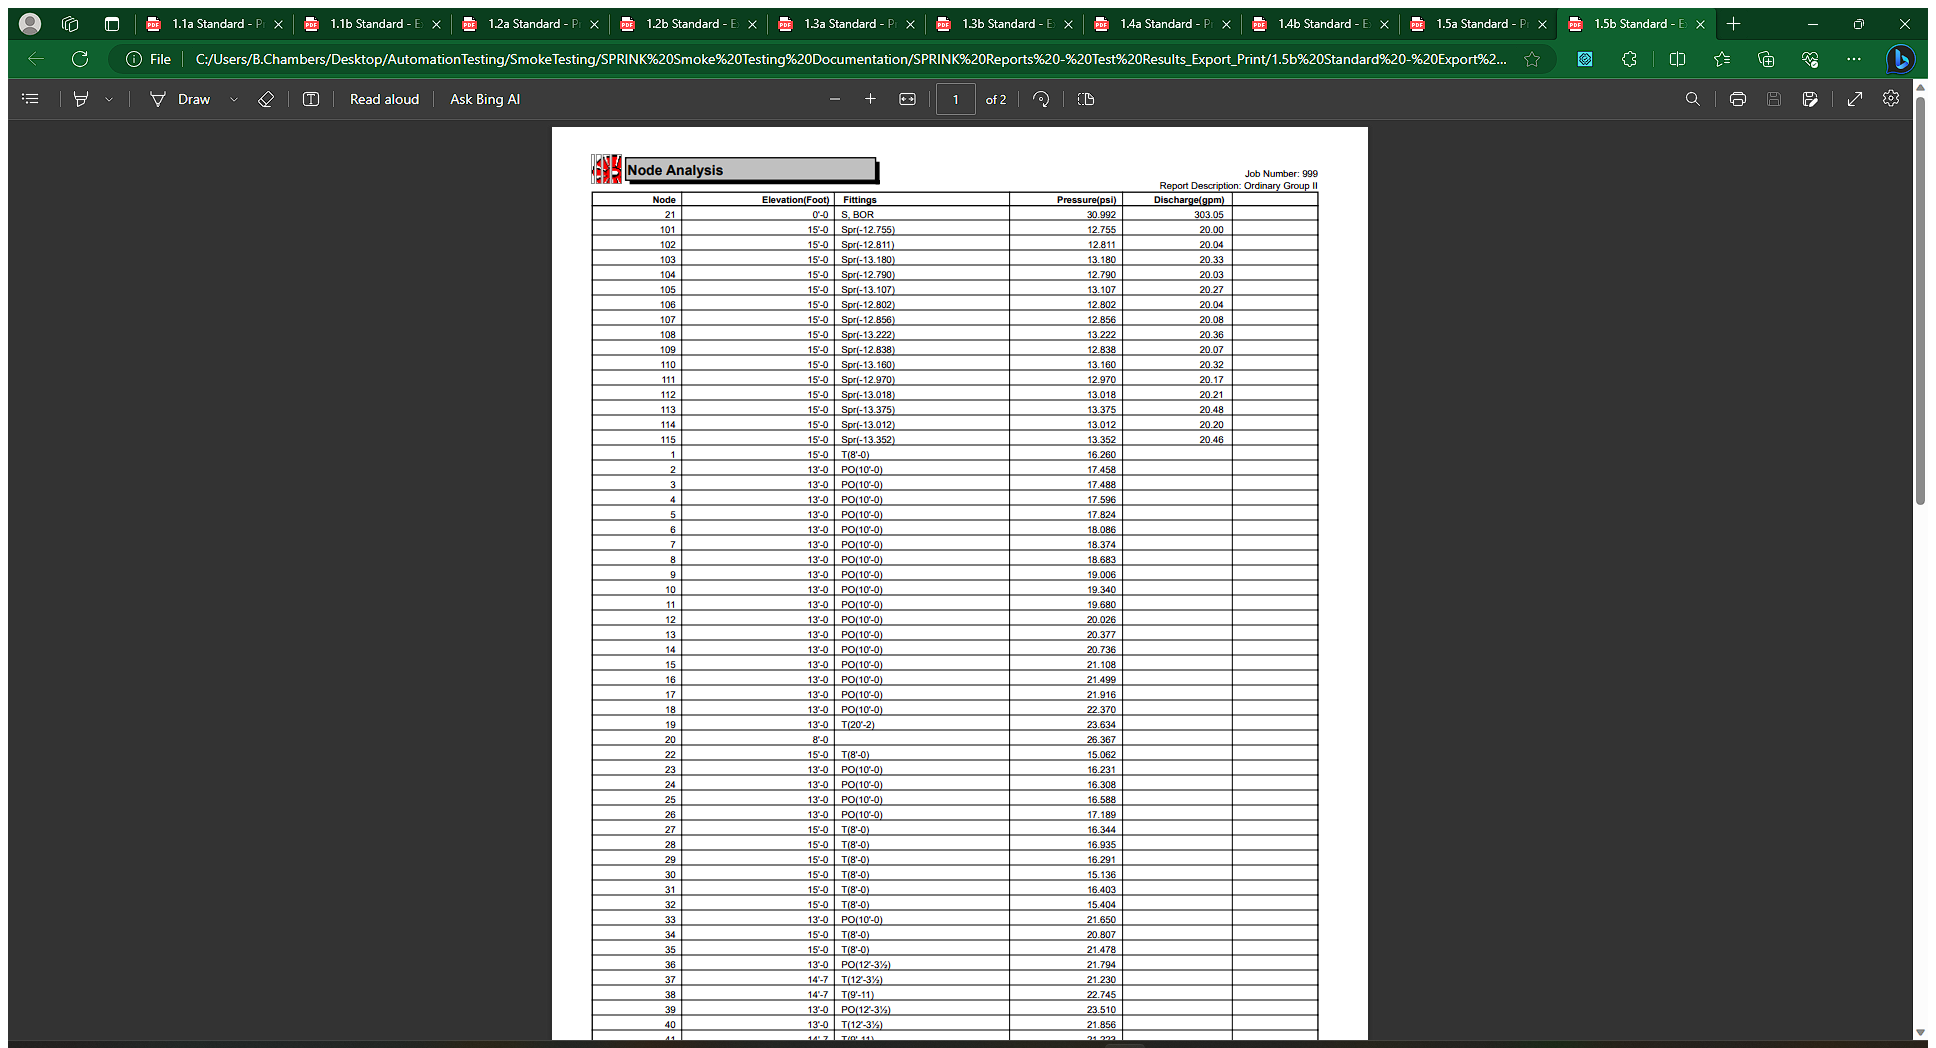 1.1a Standard - P
1.1b Standard - E
1.2a Standard - P
1.2b Standard - E
1.3a Standard - P
1.3b Standard - E
1.4a Standard - P
1.4b Standard - E
1.5a Standard - P
1.5b Standard - E
File C:/Users/B.Chambers/Desktop/AutomationTesting/SmokeTesting/SPRINK%20Smoke%20Testing%20Documentation/SPRINK%20Reports%20-%20Test%20Results_Export_Print/1.5b%20Standard%20-%20Export%2...
Draw Read aloud Ask Bing AI 1 of 2
Node Analysis
Job Number: 999
Report Description: Ordinary Group II
Node Elevation(Foot) Fittings Pressure(psi) Discharge(gpm)
21 0'-0 S, BOR 30.992 303.05
101 15'-0 Spr(-12.755) 12.755 20.00
102 15'-0 Spr(-12.811) 12.811 20.04
103 15'-0 Spr(-13.180) 13.180 20.33
104 15'-0 Spr(-12.790) 12.790 20.03
105 15'-0 Spr(-13.107) 13.107 20.27
106 15'-0 Spr(-12.802) 12.802 20.04
107 15'-0 Spr(-12.856) 12.856 20.08
108 15'-0 Spr(-13.222) 13.222 20.36
109 15'-0 Spr(-12.838) 12.838 20.07
110 15'-0 Spr(-13.160) 13.160 20.32
111 15'-0 Spr(-12.970) 12.970 20.17
112 15'-0 Spr(-13.018) 13.018 20.21
113 15'-0 Spr(-13.375) 13.375 20.48
114 15'-0 Spr(-13.012) 13.012 20.20
115 15'-0 Spr(-13.352) 13.352 20.46
1 15'-0 T(8'-0) 16.260
2 13'-0 PO(10'-0) 17.458
3 13'-0 PO(10'-0) 17.488
4 13'-0 PO(10'-0) 17.596
5 13'-0 PO(10'-0) 17.824
6 13'-0 PO(10'-0) 18.086
7 13'-0 PO(10'-0) 18.374
8 13'-0 PO(10'-0) 18.683
9 13'-0 PO(10'-0) 19.006
10 13'-0 PO(10'-0) 19.340
11 13'-0 PO(10'-0) 19.680
12 13'-0 PO(10'-0) 20.026
13 13'-0 PO(10'-0) 20.377
14 13'-0 PO(10'-0) 20.736
15 13'-0 PO(10'-0) 21.108
16 13'-0 PO(10'-0) 21.499
17 13'-0 PO(10'-0) 21.916
18 13'-0 PO(10'-0) 22.370
19 13'-0 T(20'-2) 23.634
20 8'-0 26.367
22 15'-0 T(8'-0) 15.062
23 13'-0 PO(10'-0) 16.231
24 13'-0 PO(10'-0) 16.308
25 13'-0 PO(10'-0) 16.588
26 13'-0 PO(10'-0) 17.189
27 15'-0 T(8'-0) 16.344
28 15'-0 T(8'-0) 16.935
29 15'-0 T(8'-0) 16.291
30 15'-0 T(8'-0) 15.136
31 15'-0 T(8'-0) 16.403
32 15'-0 T(8'-0) 15.404
33 13'-0 PO(10'-0) 21.650
34 15'-0 T(8'-0) 20.807
35 15'-0 T(8'-0) 21.478
36 13'-0 PO(12'-3½) 21.794
37 14'-7 T(12'-3½) 21.230
38 14'-7 T(9'-11) 22.745
39 13'-0 PO(12'-3½) 23.510
40 13'-0 T(12'-3½) 21.856
41 14'-7 T(9'-11)